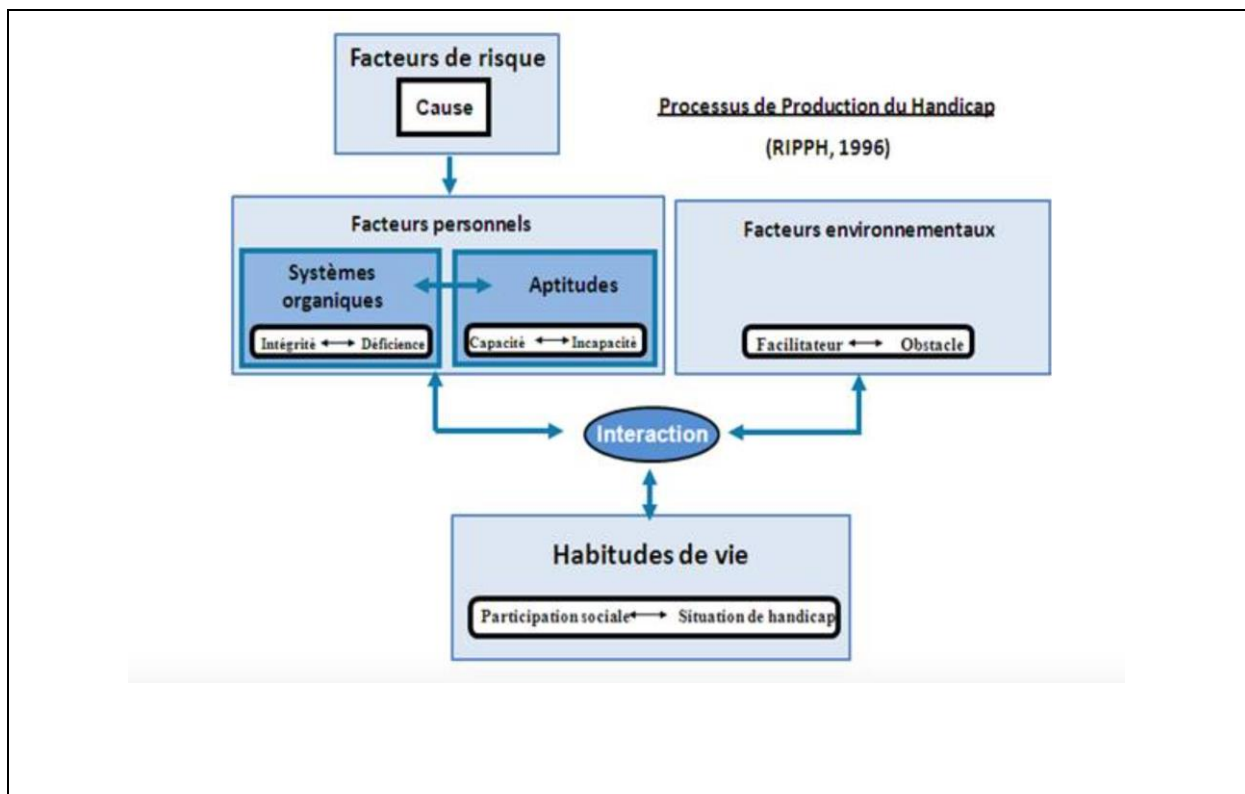 Facteurs de risque
Cause
Processus de Production du Handicap
(RIPPH, 1996)
Facteurs personnels
Systèmes
organiques
Intégrité Déficience
Aptitudes
Capacité Incapacité
Facteurs environnementaux
Facilitateur Obstacle
Interaction
Habitudes de vie
Participation sociale Situation de handicap